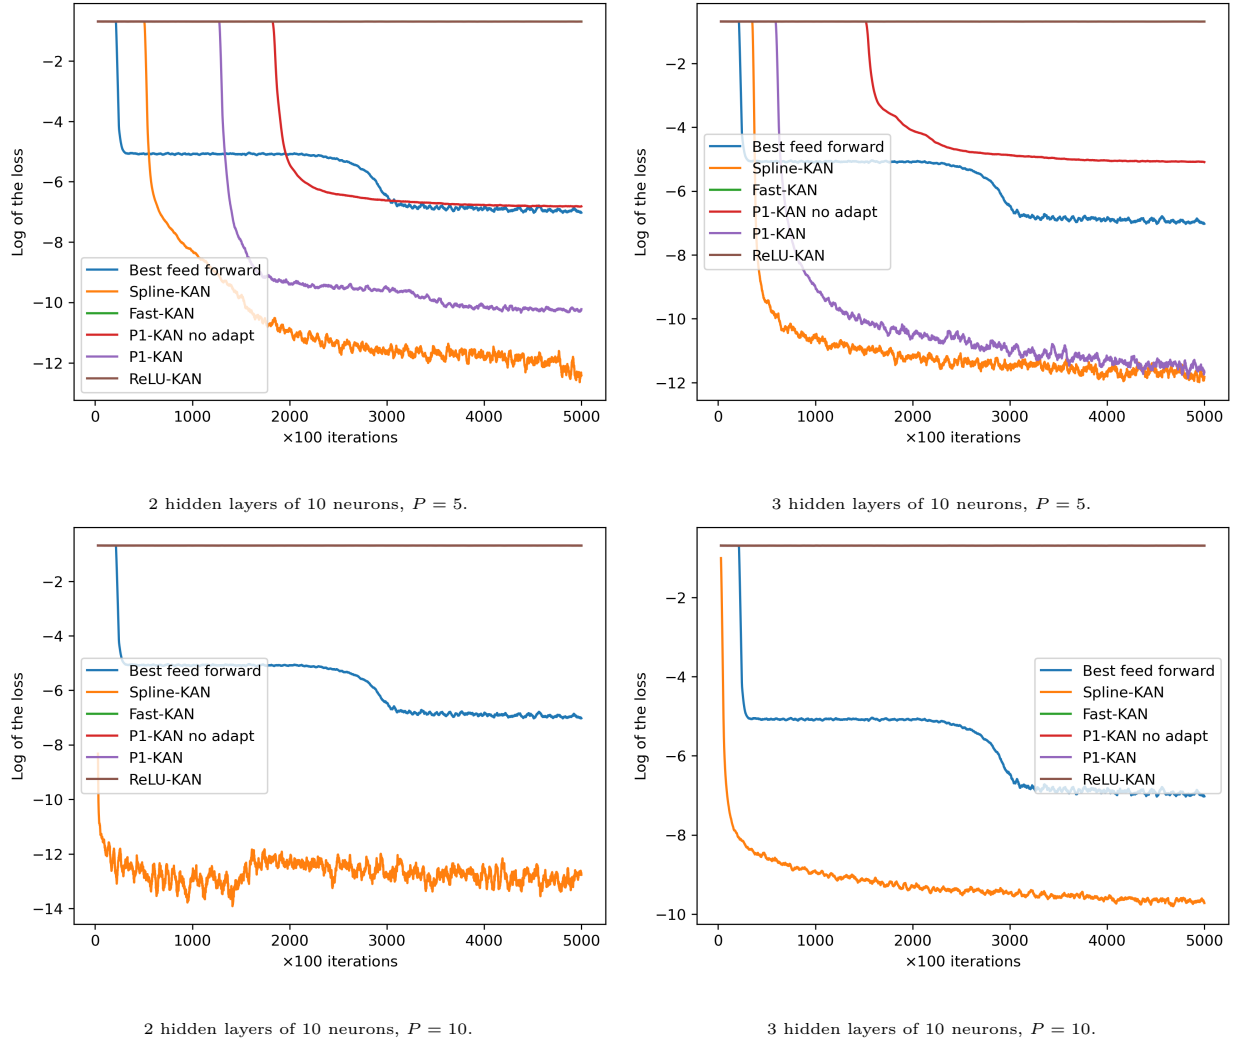 −2
−4
−6
−8
−10
−12
Log of the loss
Best feed forward
Spline-KAN
Fast-KAN
P1-KAN no adapt
P1-KAN
ReLU-KAN
0 1000 2000 3000 4000 5000
×100 iterations
2 hidden layers of 10 neurons, P = 5.
−2
−4
−6
−8
−10
−12
Log of the loss
Best feed forward
Spline-KAN
Fast-KAN
P1-KAN no adapt
P1-KAN
ReLU-KAN
0 1000 2000 3000 4000 5000
×100 iterations
3 hidden layers of 10 neurons, P = 5.
−2
−4
−6
−8
−10
−12
−14
Log of the loss
Best feed forward
Spline-KAN
Fast-KAN
P1-KAN no adapt
P1-KAN
ReLU-KAN
0 1000 2000 3000 4000 5000
×100 iterations
2 hidden layers of 10 neurons, P = 10.
−2
−4
−6
−8
−10
Log of the loss
Best feed forward
Spline-KAN
Fast-KAN
P1-KAN no adapt
P1-KAN
ReLU-KAN
0 1000 2000 3000 4000 5000
×100 iterations
3 hidden layers of 10 neurons, P = 10.